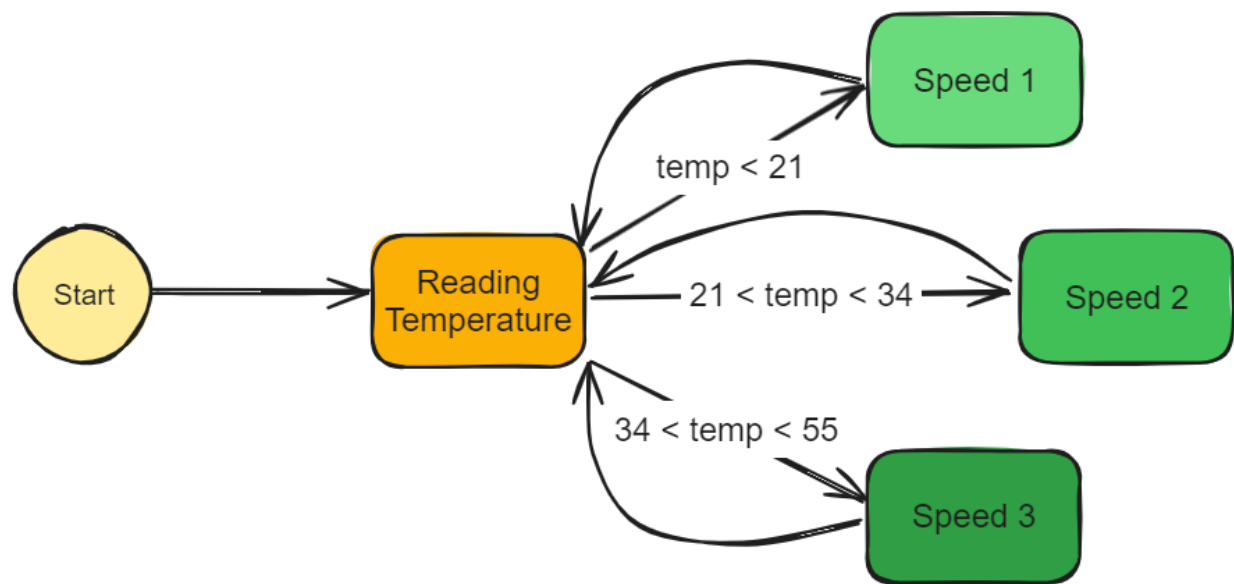 Speed 1
temp < 21
Start
Reading
Temperature
21 < temp < 34
Speed 2
34 < temp < 55
Speed 3